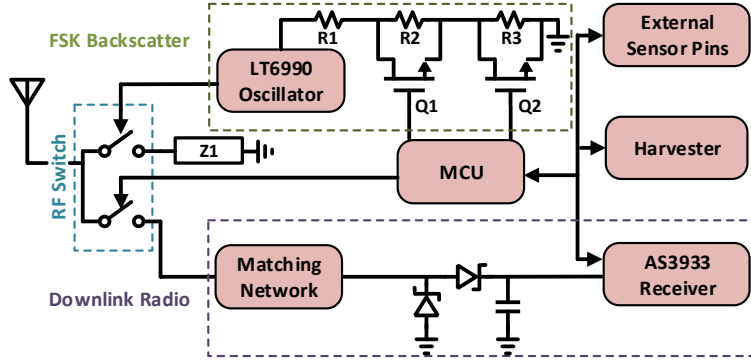 FSK Backscatter
R1
R2
R3
External
Sensor Pins
LT6990
Oscillator
Q1
Q2
RF Switch
Z1
MCU
Harvester
Downlink Radio
Matching
Network
AS3933
Receiver